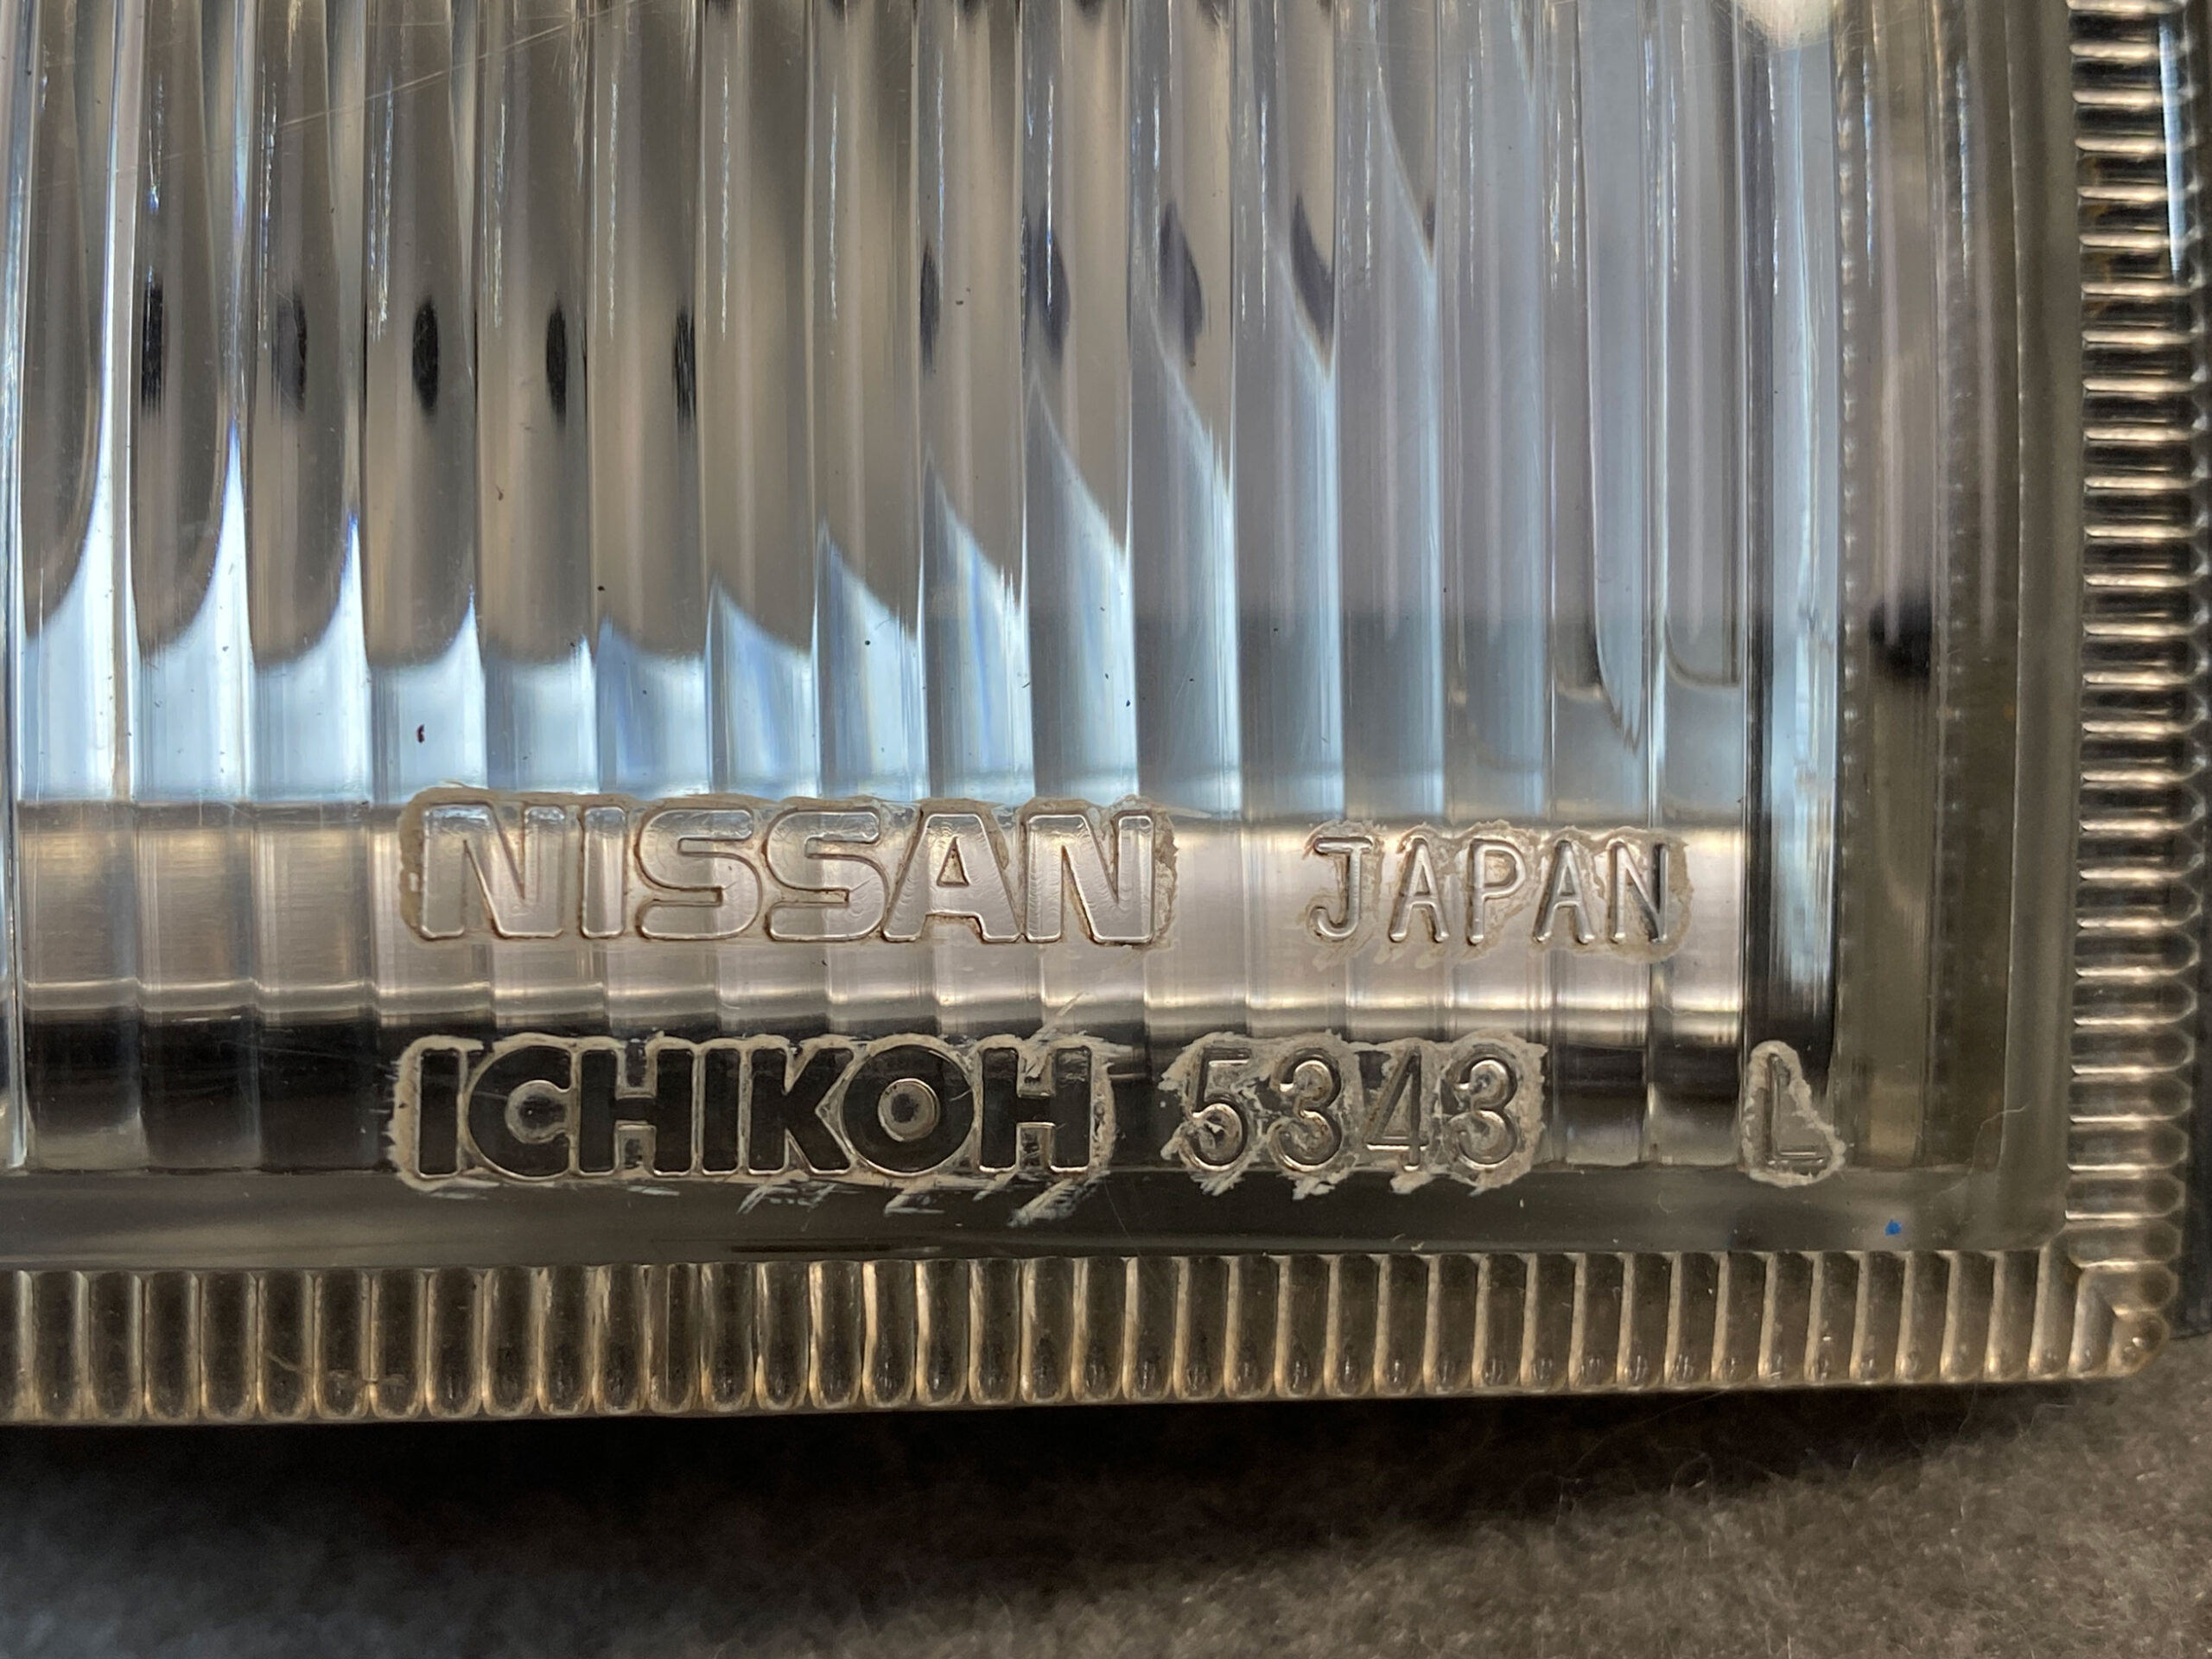 NISSAN JAPAN
ICHIKOH 5343 L